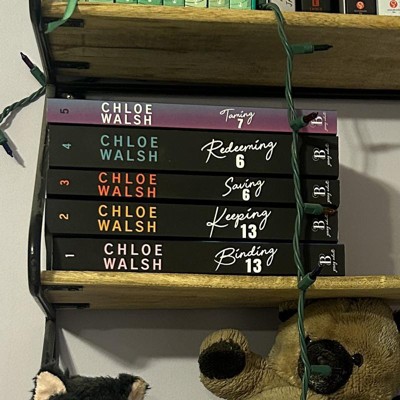 5 CHLOE WALSH Taming 7 B
4 CHLOE WALSH Redeeming 6 B
3 CHLOE WALSH Saving 6 B
2 CHLOE WALSH Keeping 13 B
1 CHLOE WALSH Binding 13 B